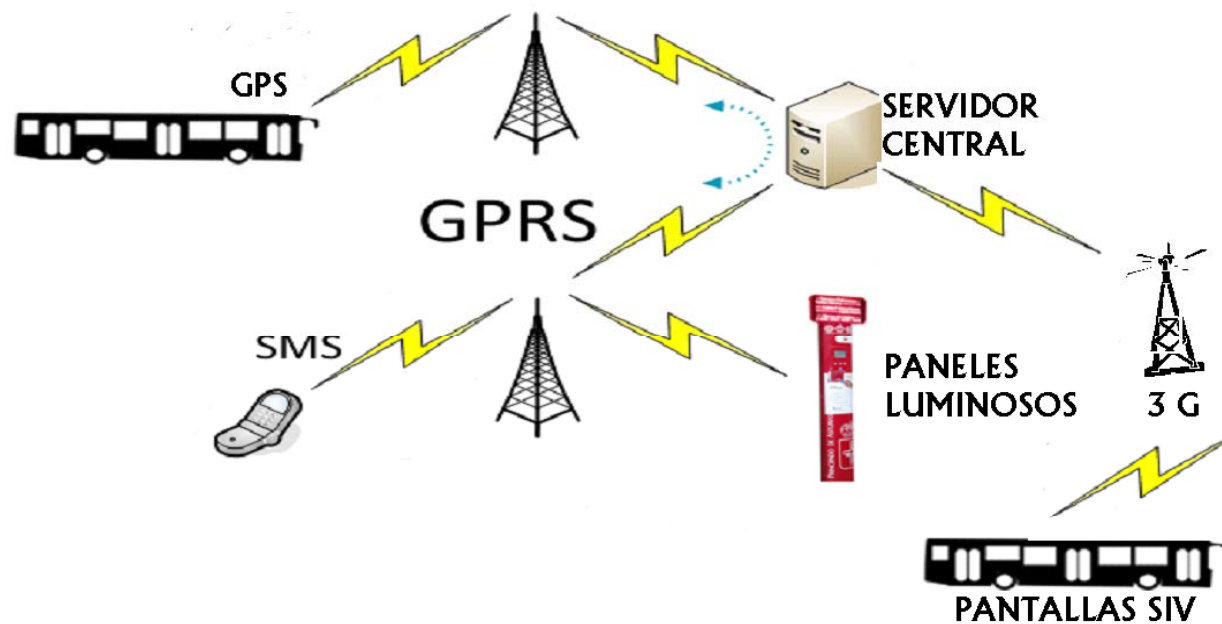 GPS
SERVIDOR
CENTRAL
GPRS
SMS
PANELES
LUMINOSOS
3 G
PANTALLAS SIV